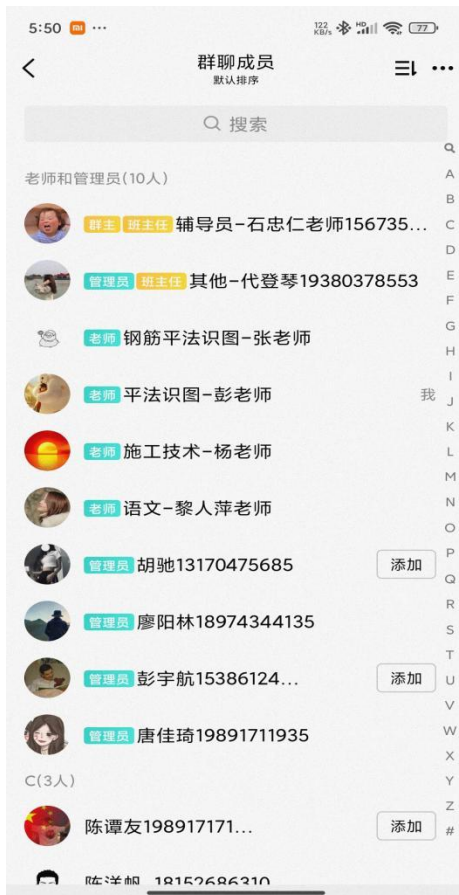 5:50 ···
122 KB/s HD 77
群聊成员
默认排序
搜索
老师和管理员(10人)
群主 班主任 辅导员-石忠仁老师156735...
管理员 班主任 其他-代登琴19380378553
老师 钢筋平法识图-张老师
老师 平法识图-彭老师 我
老师 施工技术-杨老师
老师 语文-黎人萍老师
管理员 胡驰13170475685 添加
管理员 廖阳林18974344135
管理员 彭宇航15386124... 添加
管理员 唐佳琦19891711935
C(3人)
陈谭友198917171... 添加
陈洋帆 18152686310
A
B
C
D
E
F
G
H
I
J
K
L
M
N
O
P
Q
R
S
T
U
V
W
X
Y
Z
#